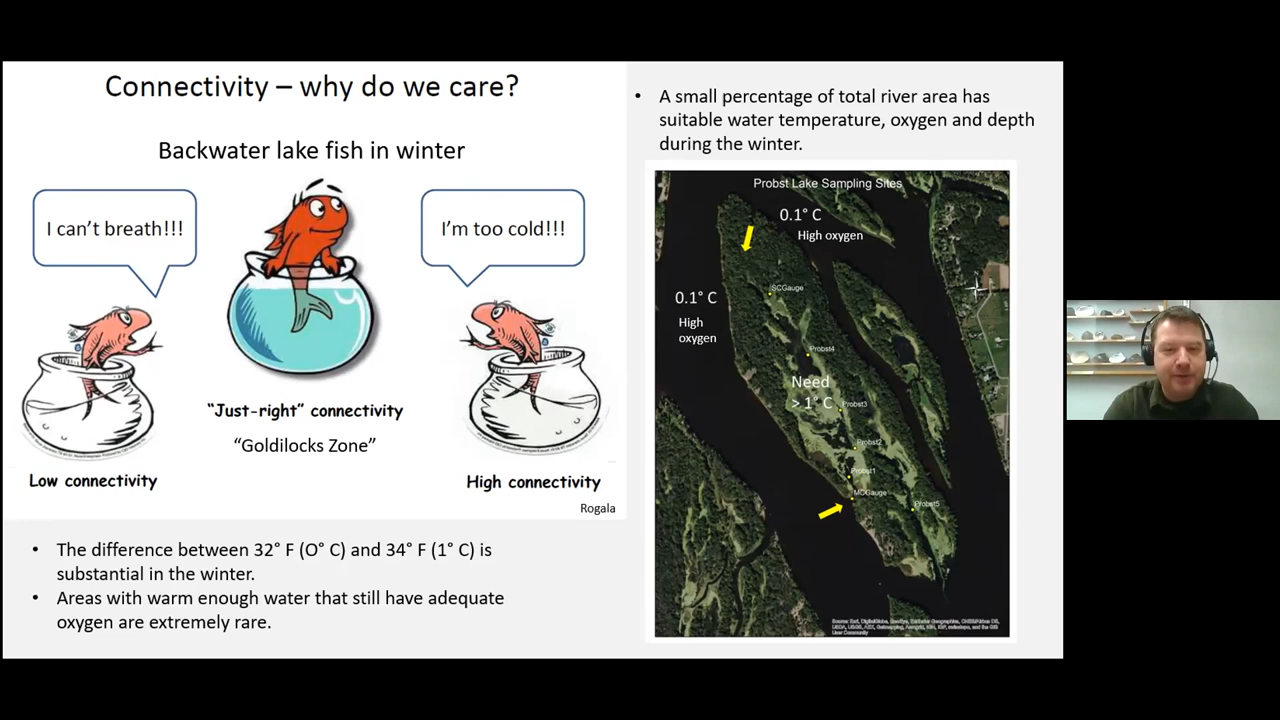 Connectivity – why do we care?
Backwater lake fish in winter
I can't breath!!!
I'm too cold!!!
"Just-right" connectivity
"Goldilocks Zone"
Low connectivity
High connectivity
Rogala
• The difference between 32° F (O° C) and 34° F (1° C) is
substantial in the winter.
• Areas with warm enough water that still have adequate
oxygen are extremely rare.
• A small percentage of total river area has
suitable water temperature, oxygen and depth
during the winter.
Probst Lake Sampling Sites
0.1° C
High oxygen
SCGauge
0.1° C
High
oxygen
Probst4
Need
> 1° C
Probst3
Probst2
Probst1
MCGauge
Probst5